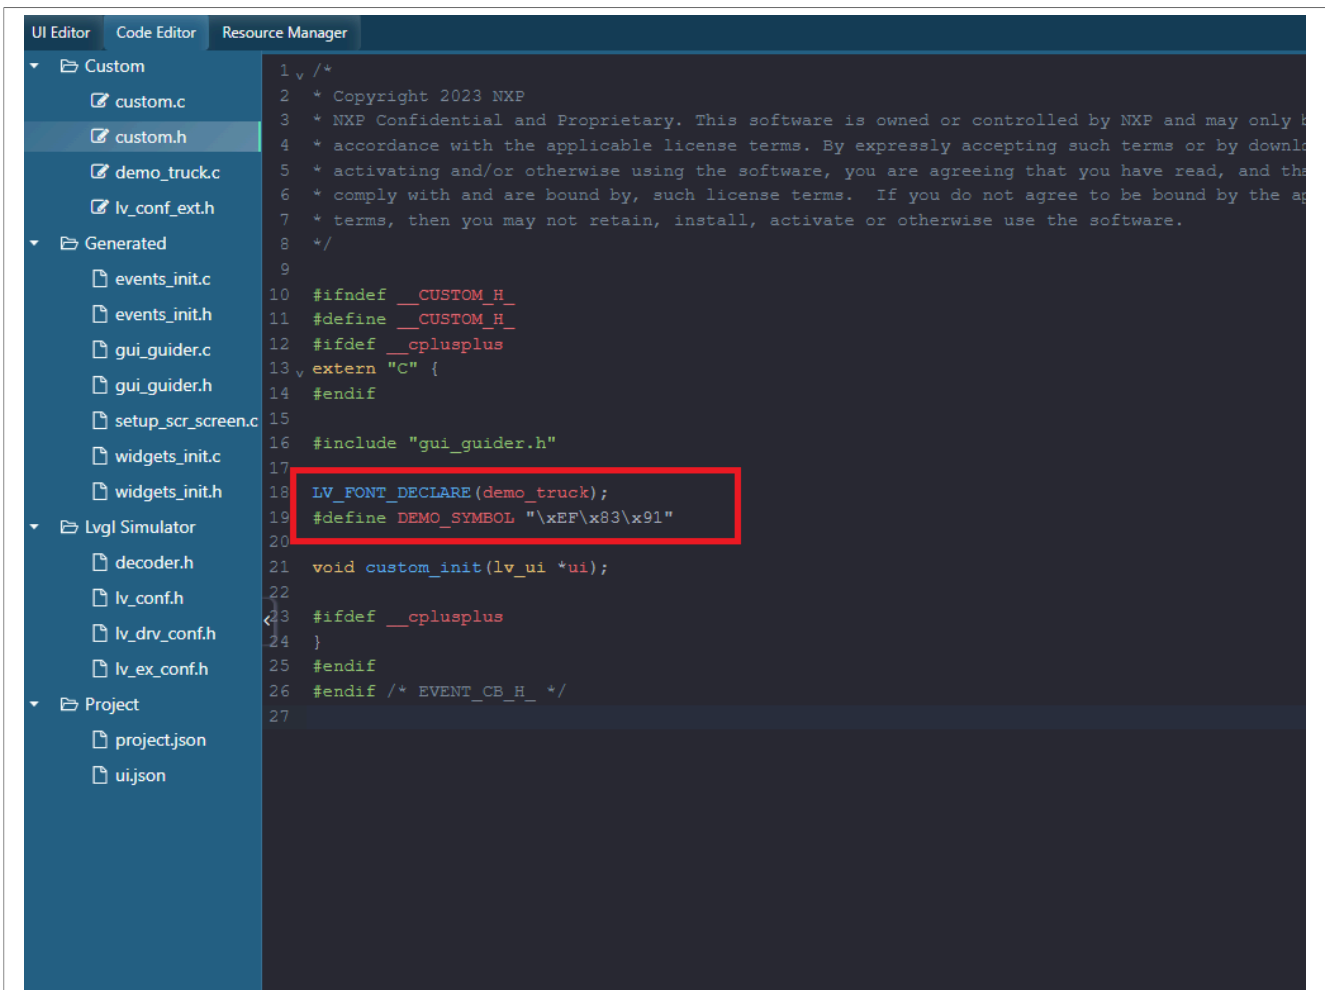 UI Editor Code Editor Resource Manager
Custom
custom.c
custom.h
demo_truck.c
lv_conf_ext.h
Generated
events_init.c
events_init.h
gui_guider.c
gui_guider.h
setup_scr_screen.c
widgets_init.c
widgets_init.h
Lvgl Simulator
decoder.h
lv_conf.h
lv_drv_conf.h
lv_ex_conf.h
Project
project.json
ui.json
1 /*
2 * Copyright 2023 NXP
3 * NXP Confidential and Proprietary. This software is owned or controlled by NXP and may only
4 * accordance with the applicable license terms. By expressly accepting such terms or by downlo
5 * activating and/or otherwise using the software, you are agreeing that you have read, and tha
6 * comply with and are bound by, such license terms.  If you do not agree to be bound by the ap
7 * terms, then you may not retain, install, activate or otherwise use the software.
8 */
9
10 #ifndef __CUSTOM_H_
11 #define __CUSTOM_H_
12 #ifdef __cplusplus
13 extern "C" {
14 #endif
15
16 #include "gui_guider.h"
17
18 LV_FONT_DECLARE(demo_truck);
19 #define DEMO_SYMBOL "\xEF\x83\x91"
20
21 void custom_init(lv_ui *ui);
22
23 #ifdef __cplusplus
24 }
25 #endif
26 #endif /* EVENT_CB_H_ */
27